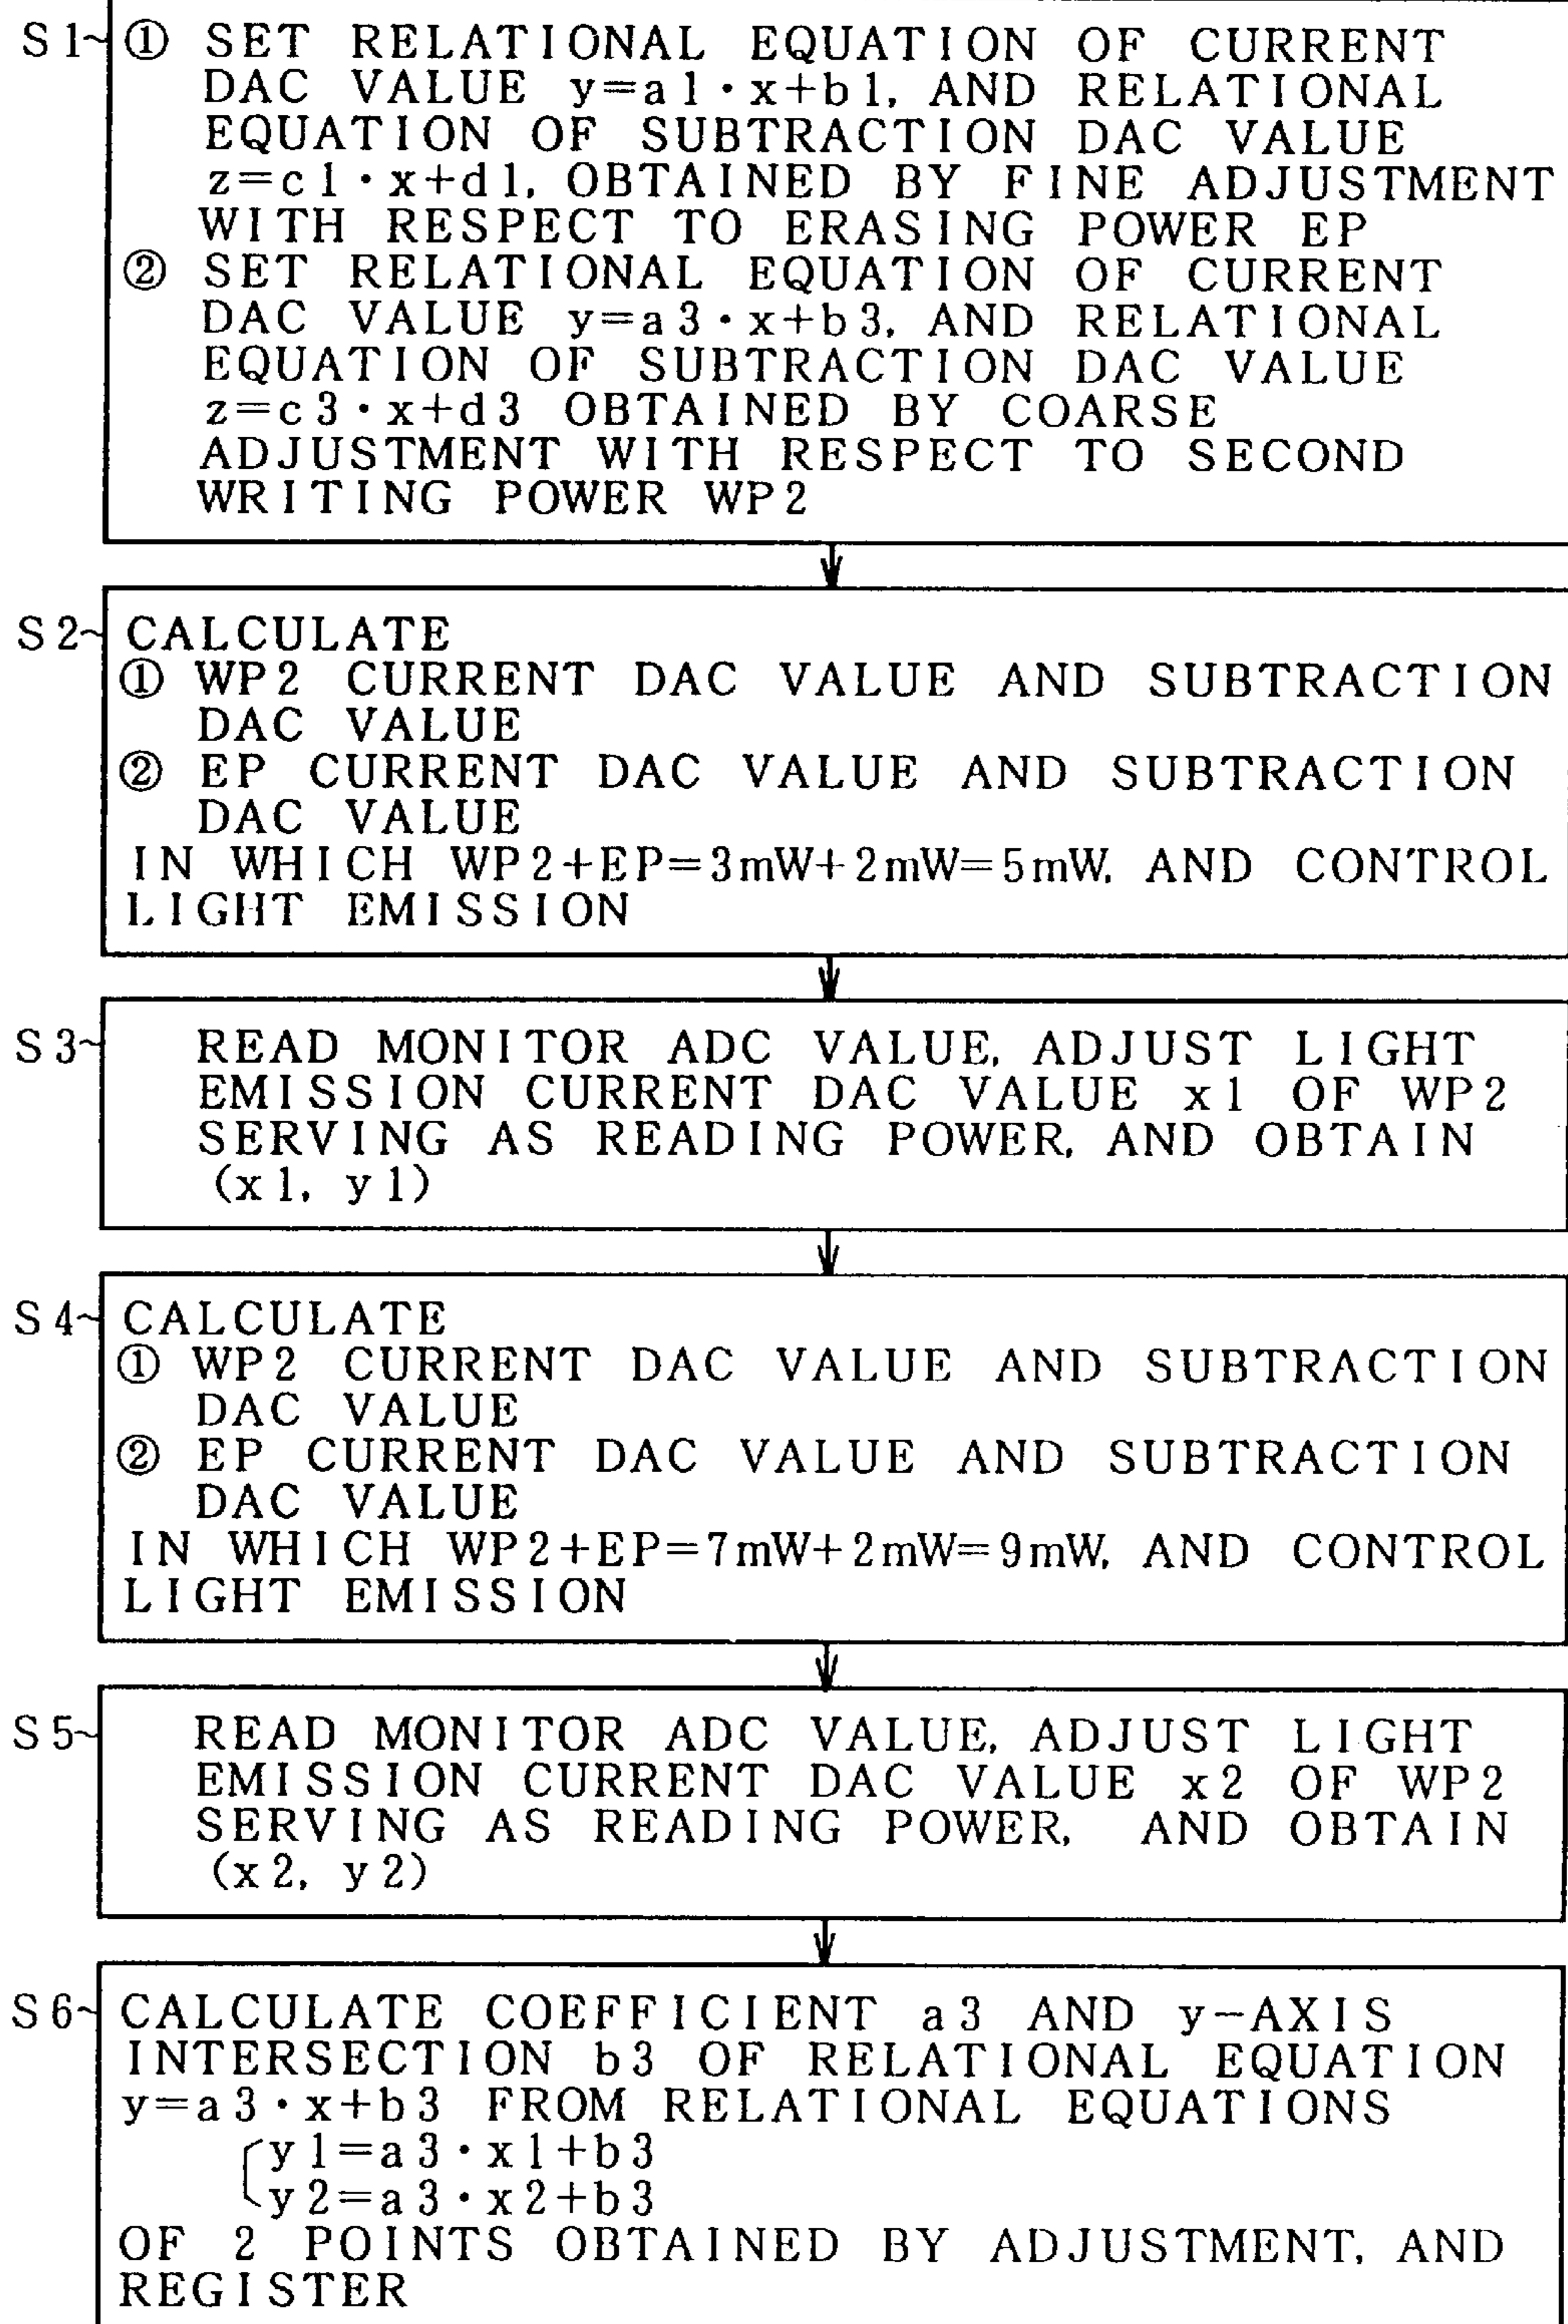 S1~ ① SET RELATIONAL EQUATION OF CURRENT
DAC VALUE y=a1・x+b1, AND RELATIONAL
EQUATION OF SUBTRACTION DAC VALUE
z=c1・x+d1, OBTAINED BY FINE ADJUSTMENT
WITH RESPECT TO ERASING POWER EP
② SET RELATIONAL EQUATION OF CURRENT
DAC VALUE y=a3・x+b3, AND RELATIONAL
EQUATION OF SUBTRACTION DAC VALUE
z=c3・x+d3 OBTAINED BY COARSE
ADJUSTMENT WITH RESPECT TO SECOND
WRITING POWER WP2
S2~ CALCULATE
① WP2 CURRENT DAC VALUE AND SUBTRACTION
DAC VALUE
② EP CURRENT DAC VALUE AND SUBTRACTION
DAC VALUE
IN WHICH WP2+EP=3mW+2mW=5mW, AND CONTROL
LIGHT EMISSION
S3~ READ MONITOR ADC VALUE, ADJUST LIGHT
EMISSION CURRENT DAC VALUE x1 OF WP2
SERVING AS READING POWER, AND OBTAIN
(x1, y1)
S4~ CALCULATE
① WP2 CURRENT DAC VALUE AND SUBTRACTION
DAC VALUE
② EP CURRENT DAC VALUE AND SUBTRACTION
DAC VALUE
IN WHICH WP2+EP=7mW+2mW=9mW, AND CONTROL
LIGHT EMISSION
S5~ READ MONITOR ADC VALUE, ADJUST LIGHT
EMISSION CURRENT DAC VALUE x2 OF WP2
SERVING AS READING POWER, AND OBTAIN
(x2, y2)
S6~ CALCULATE COEFFICIENT a3 AND y-AXIS
INTERSECTION b3 OF RELATIONAL EQUATION
y=a3・x+b3 FROM RELATIONAL EQUATIONS
y1=a3・x1+b3
y2=a3・x2+b3
OF 2 POINTS OBTAINED BY ADJUSTMENT, AND
REGISTER